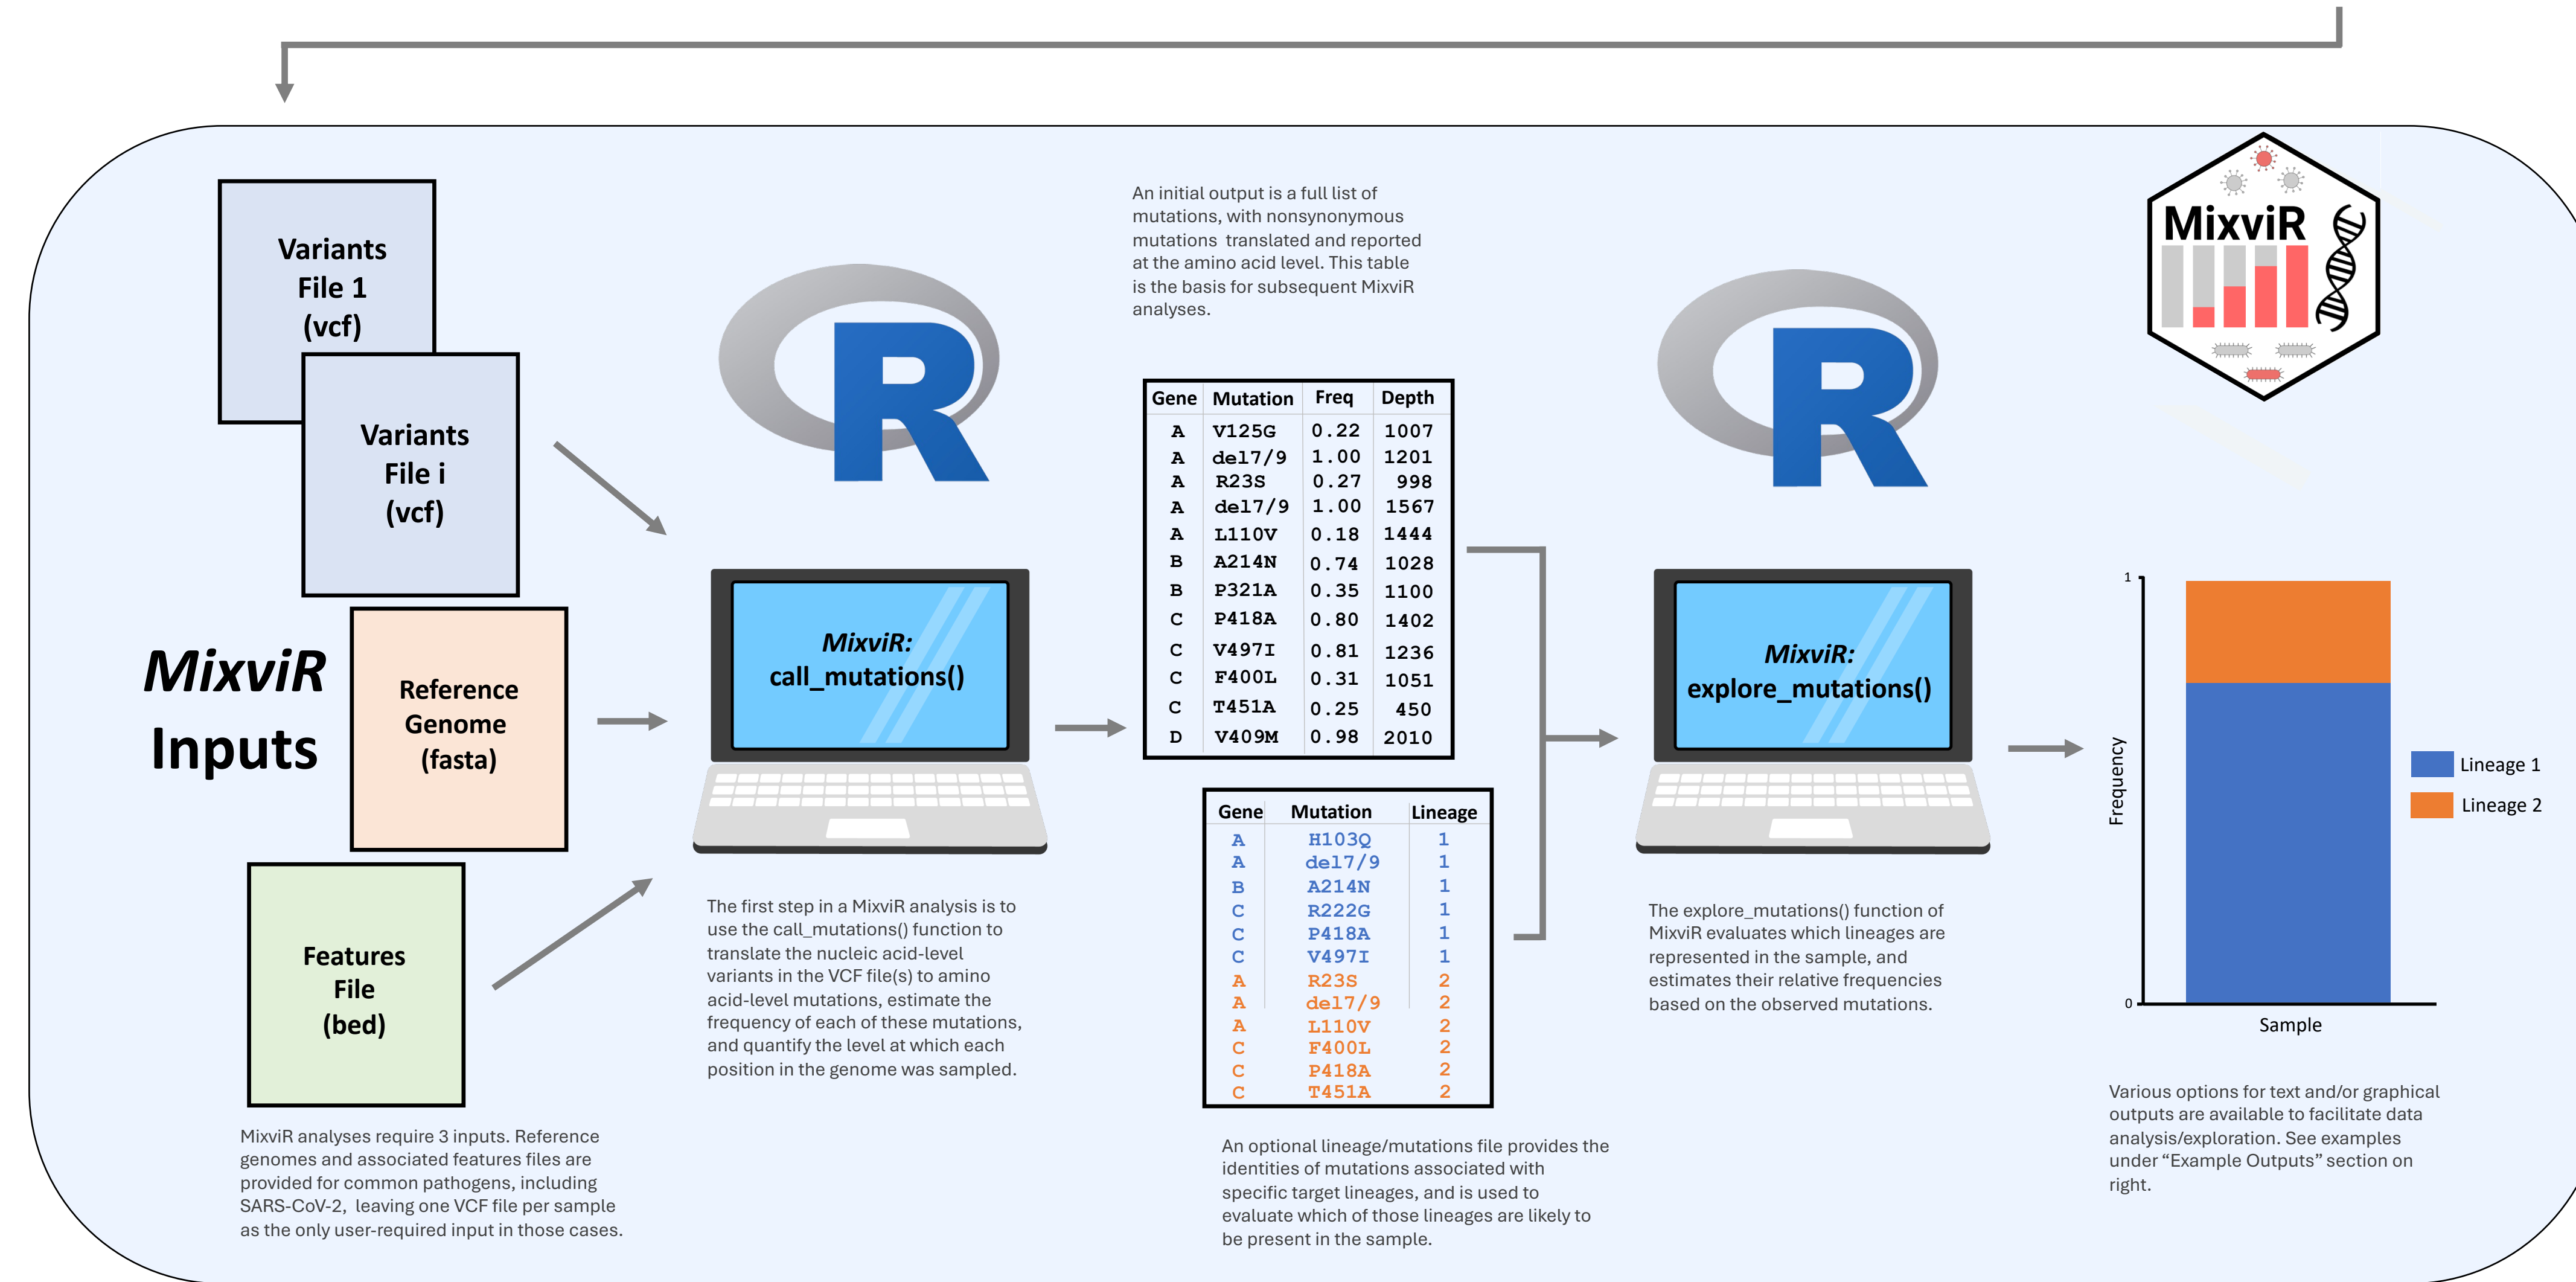 Variants
File 1
(vcf)
Variants
File i
(vcf)
MixviR
Inputs
Reference
Genome
(fasta)
Features
File
(bed)
MixviR analyses require 3 inputs. Reference
genomes and associated features files are
provided for common pathogens, including
SARS-CoV-2, leaving one VCF file per sample
as the only user-required input in those cases.
R
MixviR:
call_mutations()
The first step in a MixviR analysis is to
use the call_mutations() function to
translate the nucleic acid-level
variants in the VCF file(s) to amino
acid-level mutations, estimate the
frequency of each of these mutations,
and quantify the level at which each
position in the genome was sampled.
An initial output is a full list of
mutations, with nonsynonymous
mutations translated and reported
at the amino acid level. This table
is the basis for subsequent MixviR
analyses.
Gene Mutation Freq Depth
A V125G 0.22 1007
A del7/9 1.00 1201
A R23S 0.27 998
A del7/9 1.00 1567
A L110V 0.18 1444
B A214N 0.74 1028
B P321A 0.35 1100
C P418A 0.80 1402
C V497I 0.81 1236
C F400L 0.31 1051
C T451A 0.25 450
D V409M 0.98 2010
Gene Mutation Lineage
A H103Q 1
A del7/9 1
B A214N 1
C R222G 1
C P418A 1
C V497I 1
A R23S 2
A del7/9 2
A L110V 2
C F400L 2
C P418A 2
C T451A 2
An optional lineage/mutations file provides the
identities of mutations associated with
specific target lineages, and is used to
evaluate which of those lineages are likely to
be present in the sample.
R
MixviR:
explore_mutations()
The explore_mutations() function of
MixviR evaluates which lineages are
represented in the sample, and
estimates their relative frequencies
based on the observed mutations.
MixviR
1
Frequency
0
Sample
Lineage 1
Lineage 2
Various options for text and/or graphical
outputs are available to facilitate data
analysis/exploration. See examples
under “Example Outputs” section on
right.